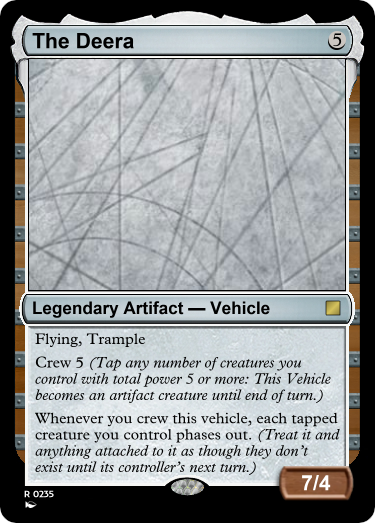 The Deera
5
Legendary Artifact — Vehicle
Flying, Trample
Crew 5 (Tap any number of creatures you
control with total power 5 or more: This Vehicle
becomes an artifact creature until end of turn.)
Whenever you crew this vehicle, each tapped
creature you control phases out. (Treat it and
anything attached to it as though they don't
exist until its controller's next turn.)
7/4
R 0235